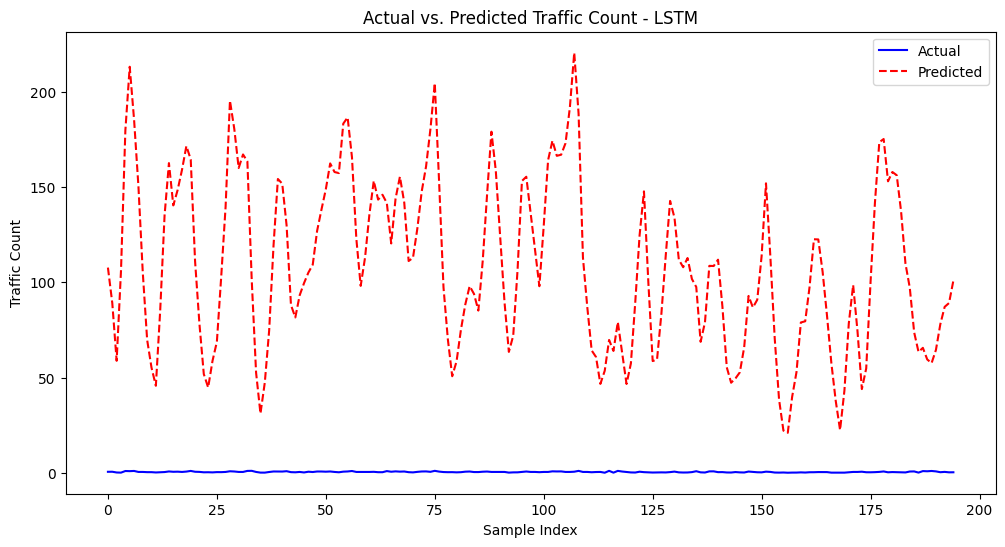 Actual vs. Predicted Traffic Count - LSTM
Actual
Predicted
Traffic Count
200
150
100
50
0
0 25 50 75 100 125 150 175 200
Sample Index